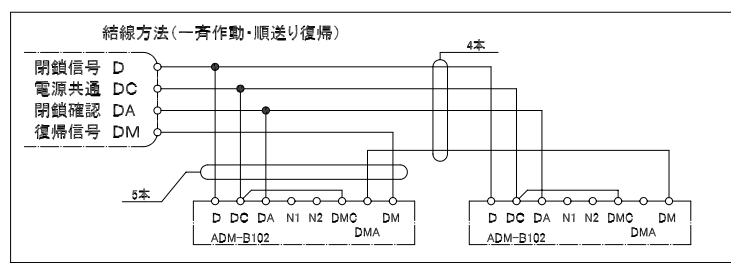 結線方法(一斉作動・順送り復帰)
4本
閉鎖信号 D
電源共通 DC
閉鎖確認 DA
復帰信号 DM
5本
D DC DA N1 N2 DMC DM
DMA
ADM-B102
D DC DA N1 N2 DMC DM
DMA
ADM-B102